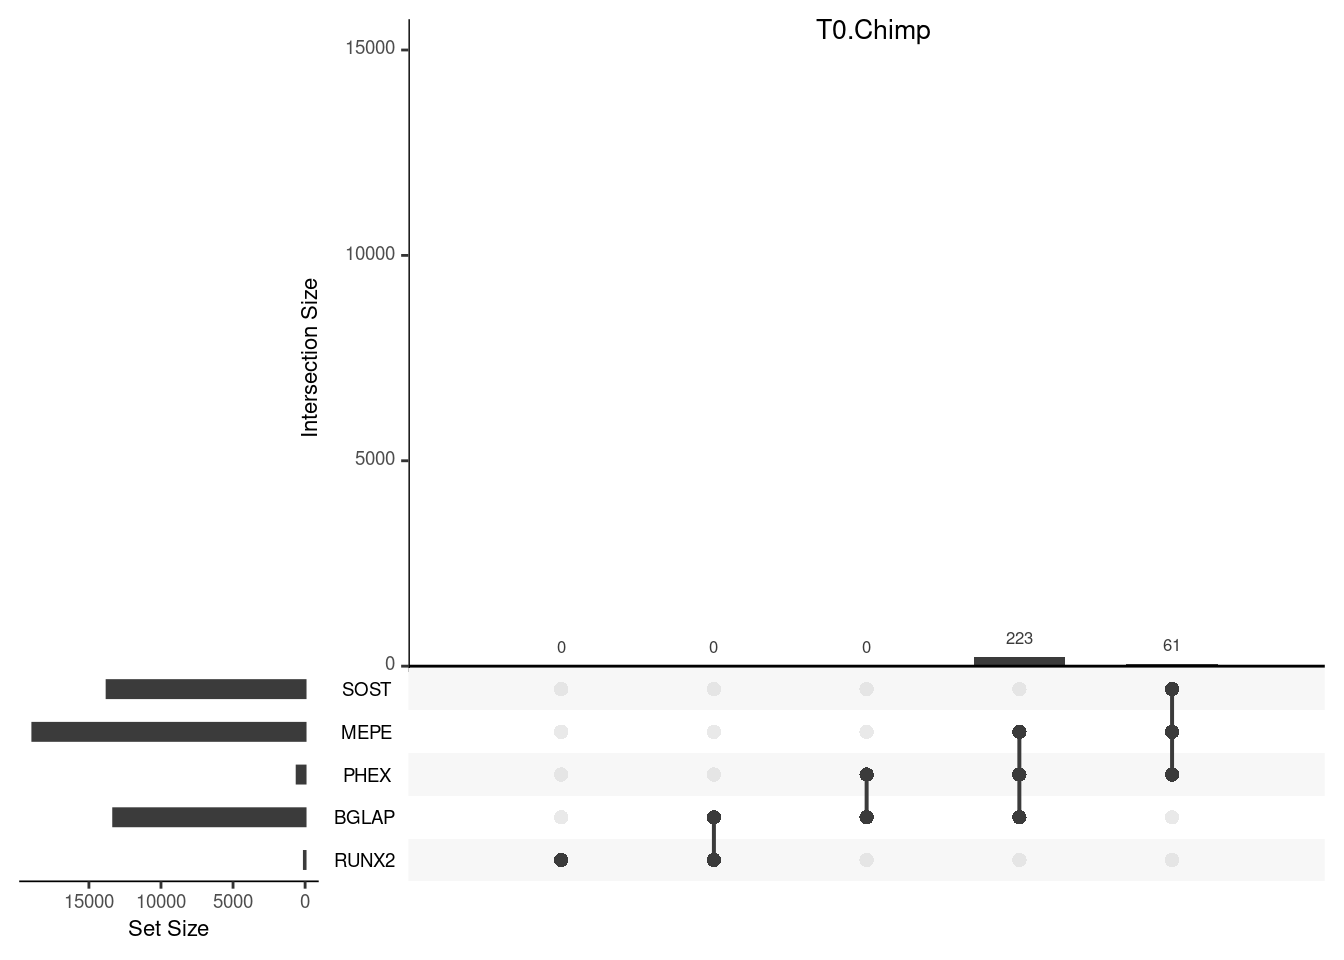 T0.Chimp
15000
10000
5000
0
Intersection Size
0
0
0
223
61
SOST
MEPE
PHEX
BGLAP
RUNX2
15000 10000 5000 0
Set Size